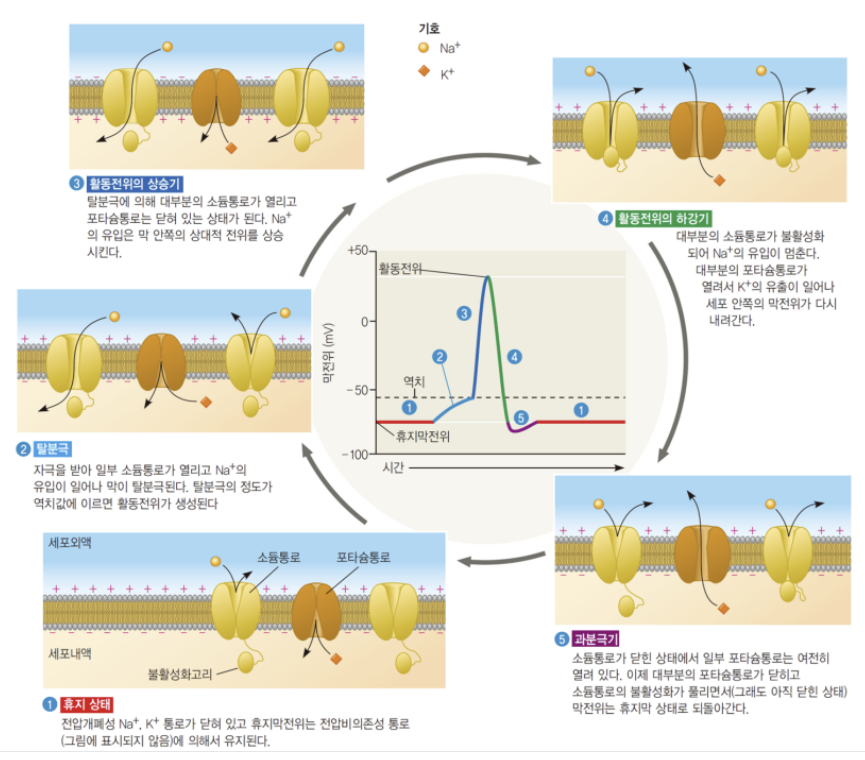 기호
Na⁺
K⁺
3 활동전위의 상승기
탈분극에 의해 대부분의 소듐통로가 열리고
포타슘통로는 닫혀 있는 상태가 된다. Na⁺
의 유입은 막 안쪽의 상대적 전위를 상승
시킨다.
4 활동전위의 하강기
대부분의 소듐통로가 불활성화
되어 Na⁺의 유입이 멈춘다.
대부분의 포타슘통로가
열려서 K⁺의 유출이 일어나
세포 안쪽의 막전위가 다시
내려간다.
+50
활동전위
0
막전위 (mV)
3
2
4
-50
역치
1
5
1
휴지막전위
-100
시간
2 탈분극
자극을 받아 일부 소듐통로가 열리고 Na⁺의
유입이 일어나 막이 탈분극된다. 탈분극의 정도가
역치값에 이르면 활동전위가 생성된다
세포외액
소듐통로
포타슘통로
세포내액
불활성화고리
1 휴지 상태
전압개폐성 Na⁺, K⁺ 통로가 닫혀 있고 휴지막전위는 전압비의존성 통로
(그림에 표시되지 않음)에 의해서 유지된다.
5 과분극기
소듐통로가 닫힌 상태에서 일부 포타슘통로는 여전히
열려 있다. 이제 대부분의 포타슘통로가 닫히고
소듐통로의 불활성화가 풀리면서(그래도 아직 닫힌 상태)
막전위는 휴지막 상태로 되돌아간다.